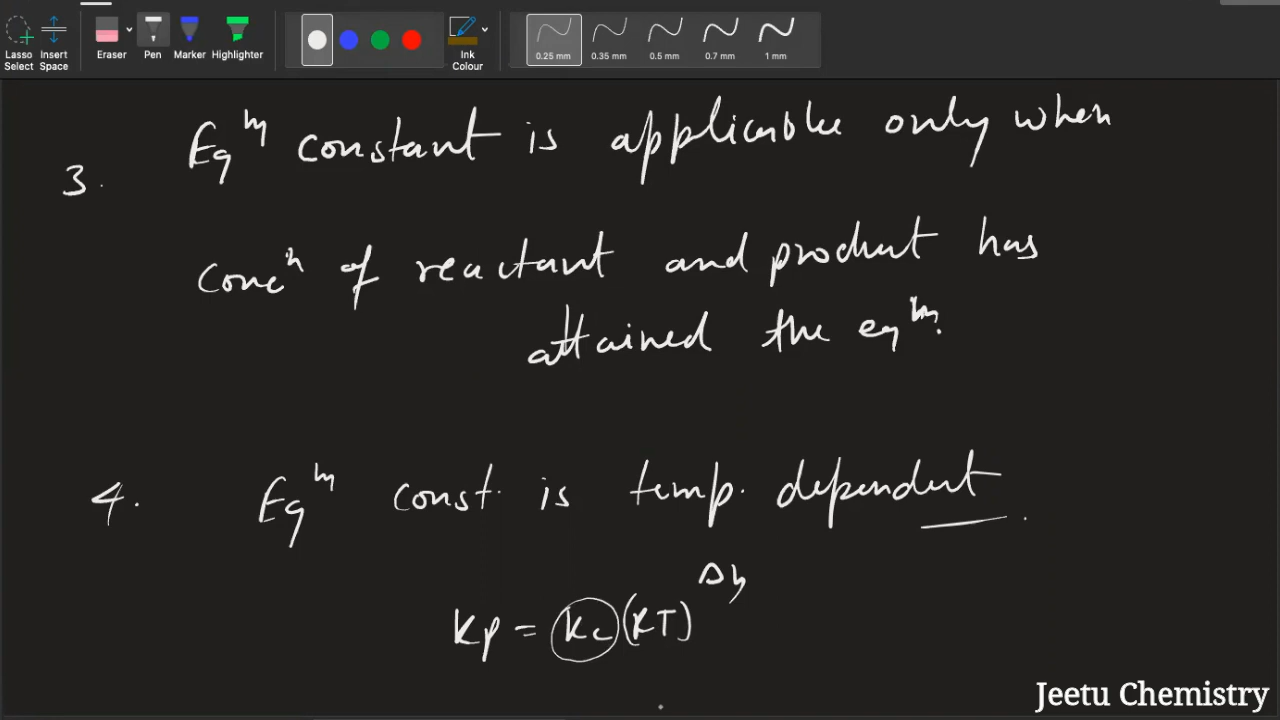 Lasso Select
Insert Space
Eraser
Pen
Marker
Highlighter
Ink Colour
0.25 mm
0.35 mm
0.5 mm
0.7 mm
1 mm
3. Eqᵐ constant is applicable only when
concⁿ of reactant and product has
attained the eqᵐ.
4. Eqᵐ const. is temp. dependent.
Kp = Kc (RT)^Δη
Jeetu Chemistry